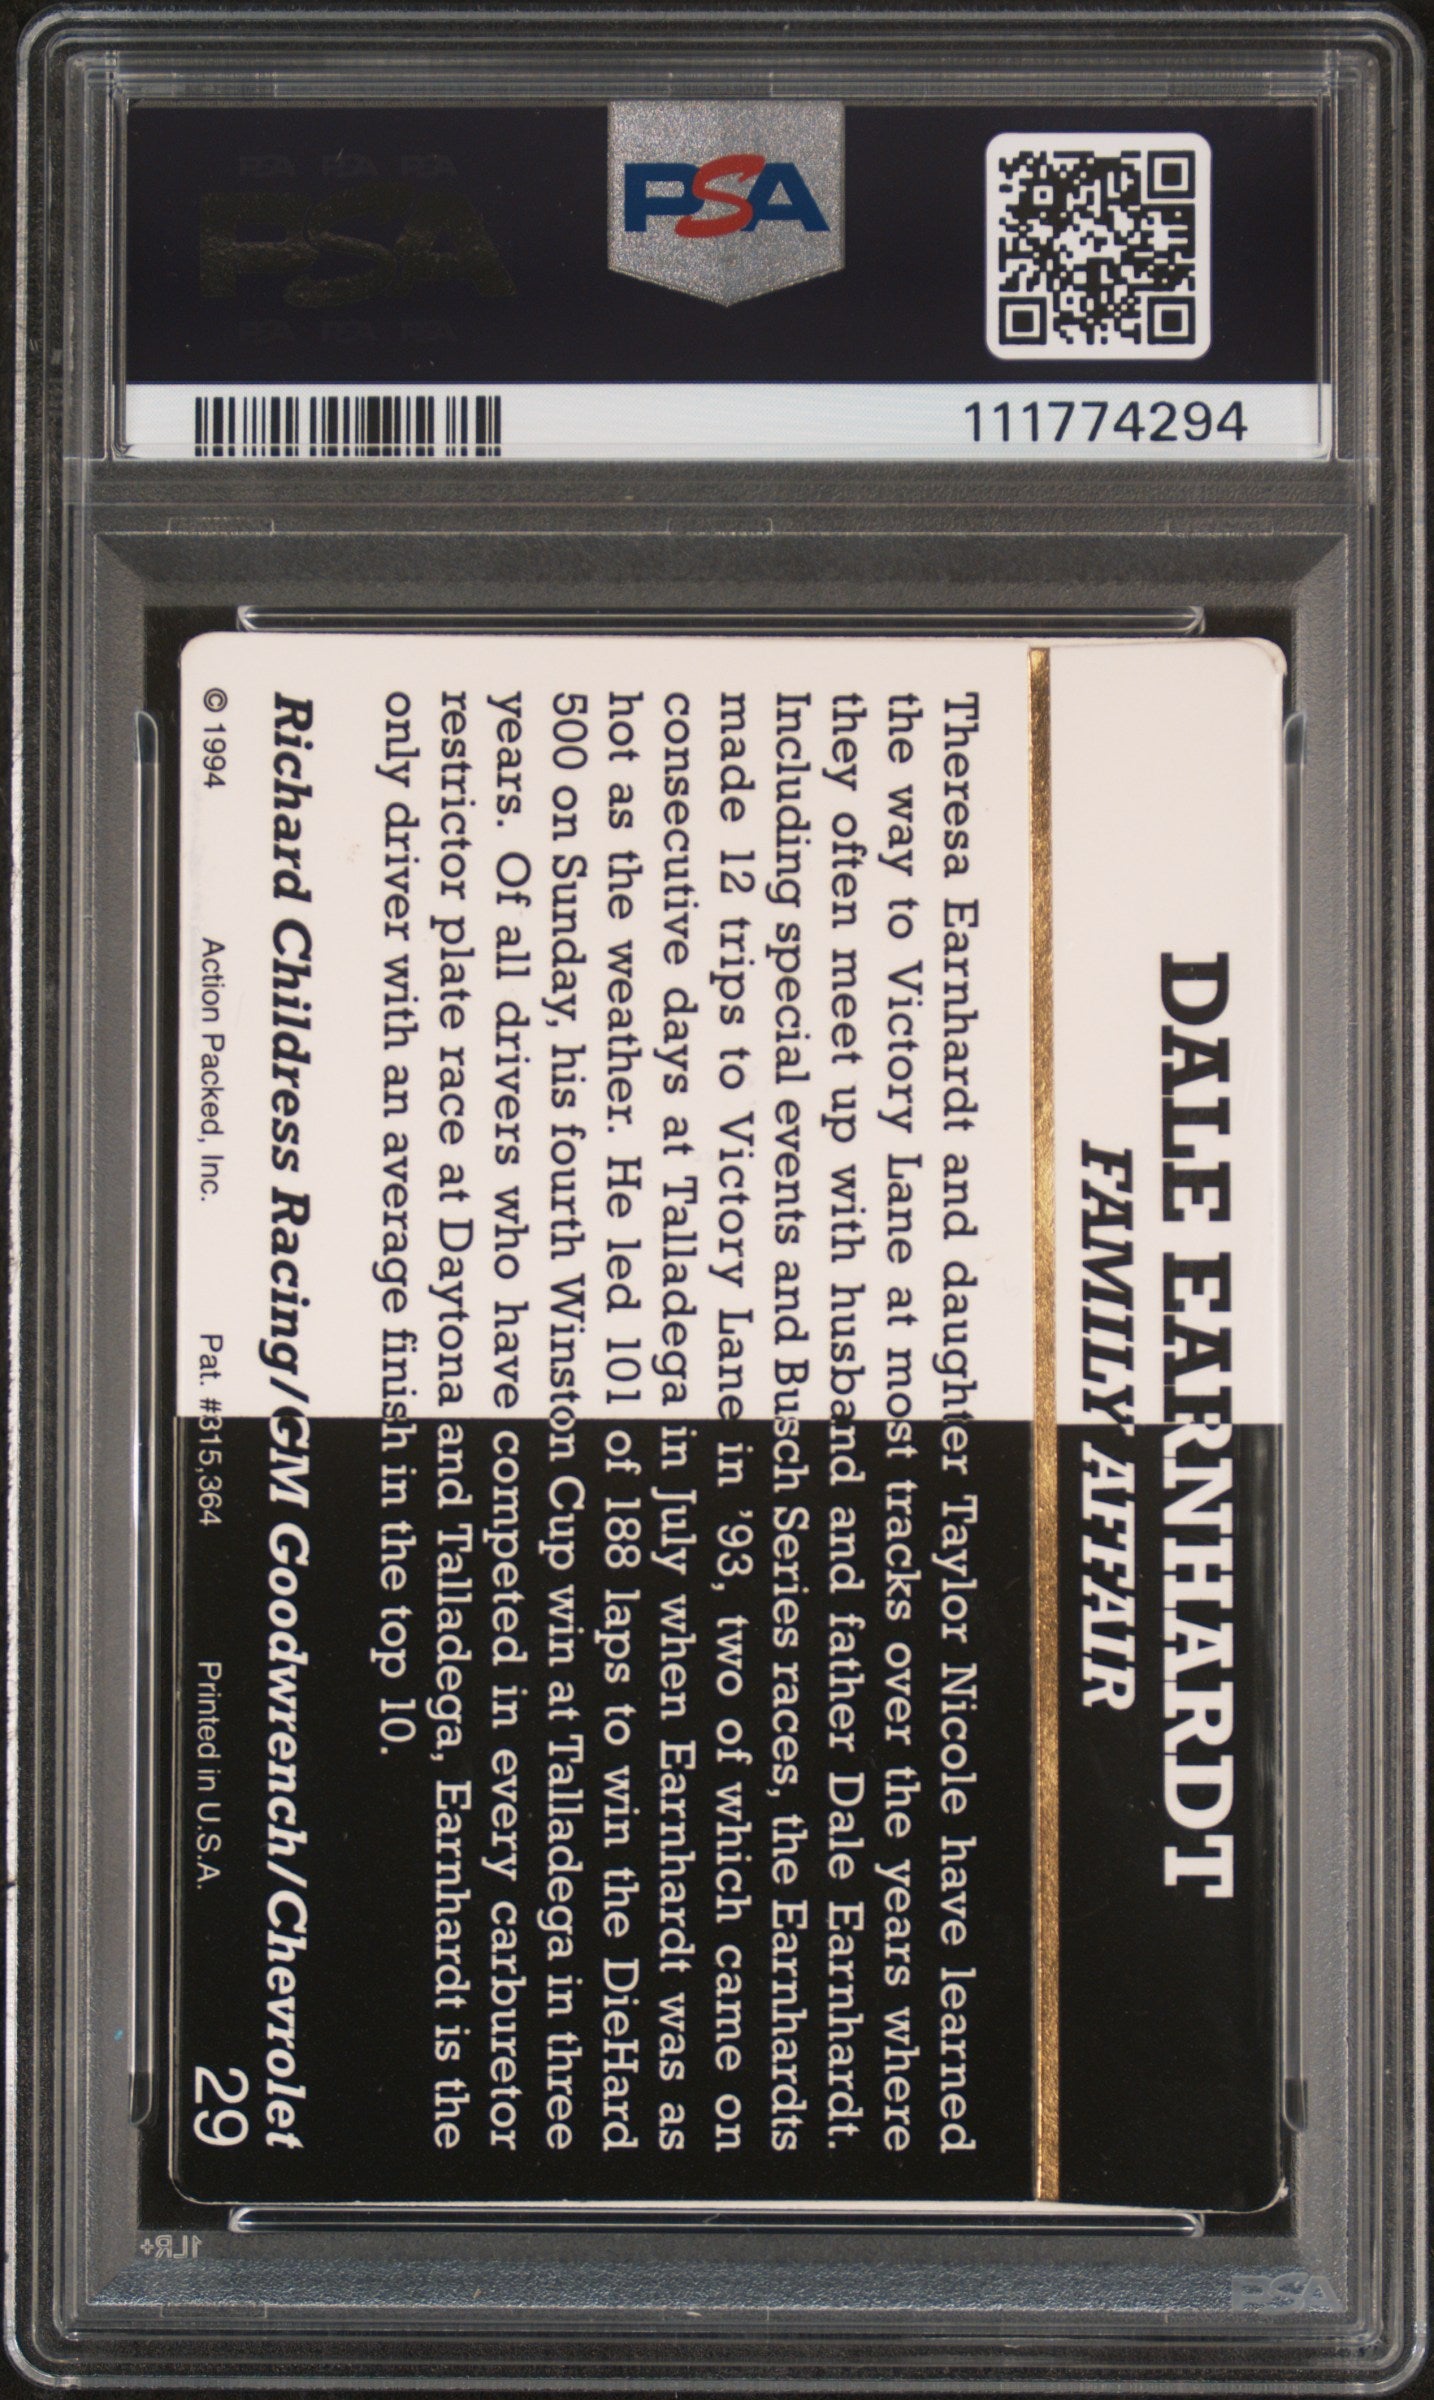 PSA PSA PSA
PSA
PSA PSA PSA
PSA
111774294
DALE EARNHARDT
FAMILY AFFAIR
Theresa Earnhardt and daughter Taylor Nicole have learned
the way to Victory Lane at most tracks over the years where
they often meet up with husband and father Dale Earnhardt.
Including special events and Busch Series races, the Earnhardts
made 12 trips to Victory Lane in '93, two of which came on
consecutive days at Talladega in July when Earnhardt was as
hot as the weather. He led 101 of 188 laps to win the DieHard
500 on Sunday, his fourth Winston Cup win at Talladega in three
years. Of all drivers who have competed in every carburetor
restrictor plate race at Daytona and Talladega, Earnhardt is the
only driver with an average finish in the top 10.
Richard Childress Racing/GM Goodwrench/Chevrolet
© 1994 Action Packed, Inc. Pat. #315,364 Printed in U.S.A. 29
1LR+
PSA